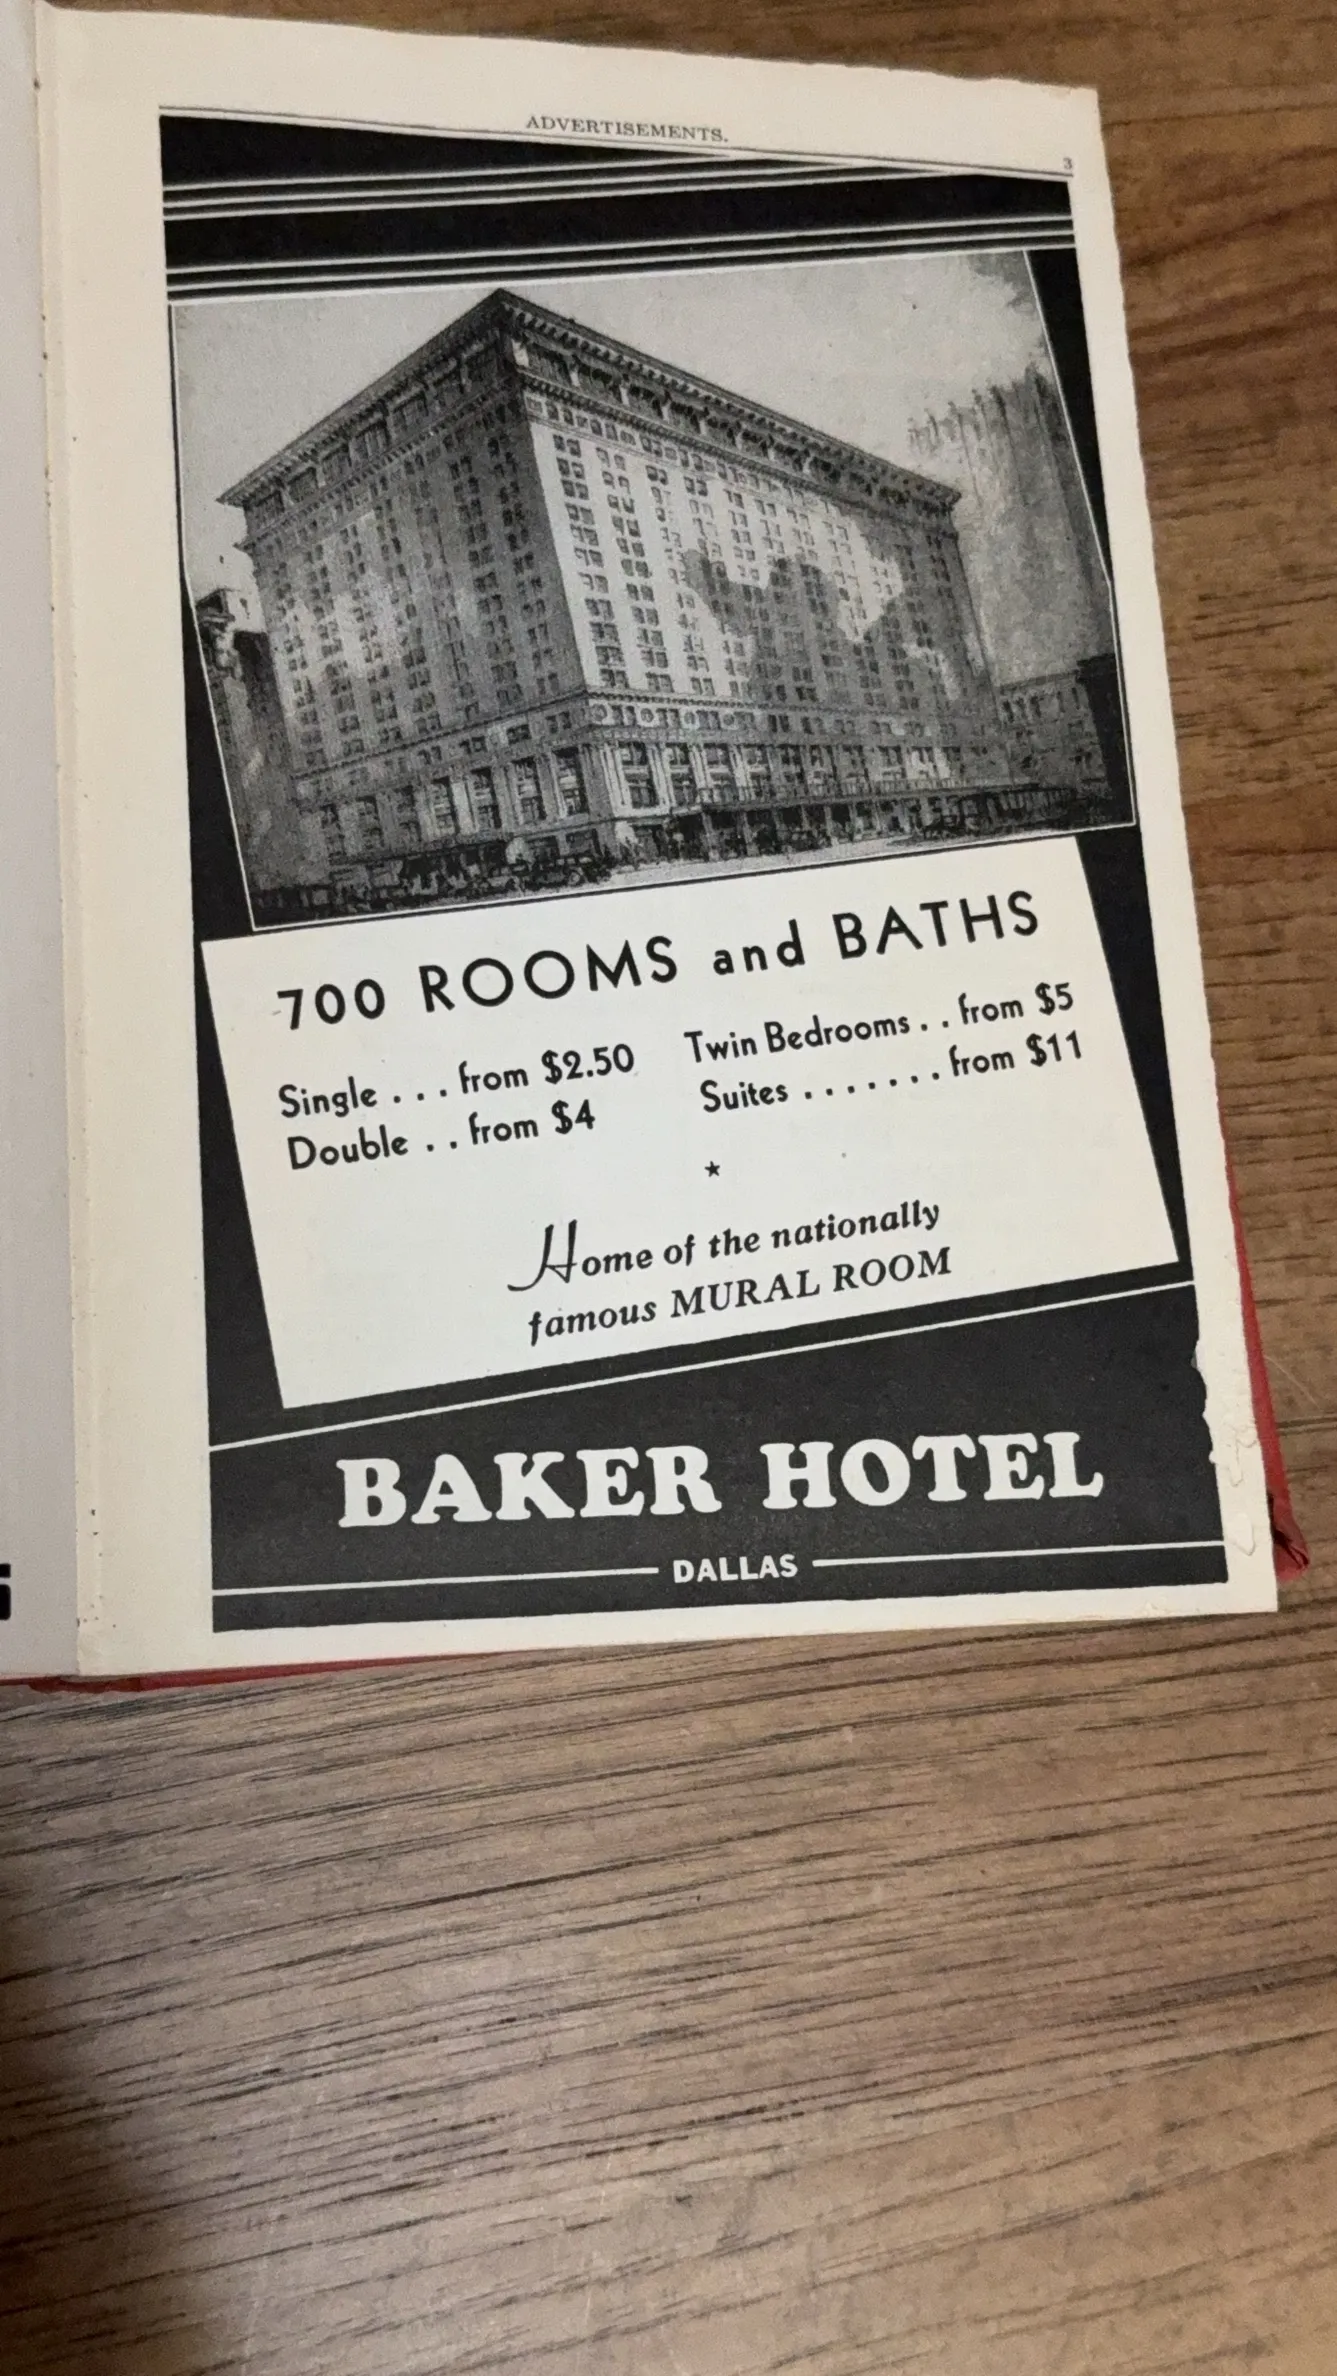 ADVERTISEMENTS.
3
700 ROOMS and BATHS
Single . . . from $2.50
Double . . from $4
Twin Bedrooms . . from $5
Suites . . . . . . . from $11
★
Home of the nationally
famous MURAL ROOM
BAKER HOTEL
DALLAS